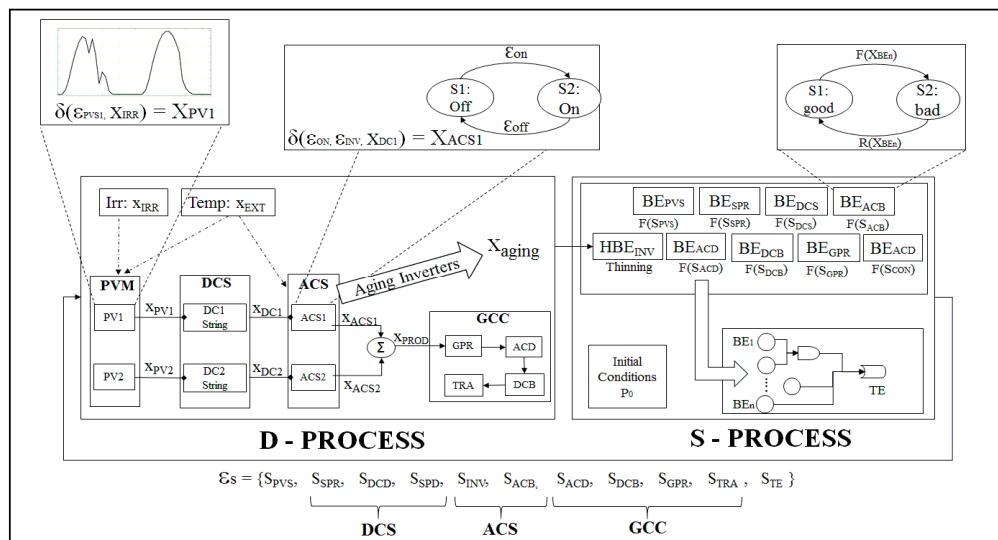 δ(εPVS1, XIRR) = XPV1
εon
S1: Off
S2: On
εoff
δ(εON, εINV, XDC1) = XACS1
F(XBEn)
S1: good
S2: bad
R(XBEn)
Irr: xIRR
Temp: xEXT
PVM
DCS
ACS
PV1
xPV1
DC1 String
xDC1
ACS1
xACS1
Aging Inverters
Xaging
Σ
xPROD
GCC
GPR
ACD
TRA
DCB
PV2
xPV2
DC2 String
xDC2
ACS2
xACS2
D - PROCESS
BEPVS
BESPR
BEDCS
BEACB
F(SPVS)
F(SSPR)
F(SDCS)
F(SACB)
HBEINV
BEACD
BEDCB
BEGPR
BEACD
Thinning
F(SACD)
F(SDCB)
F(SGPR)
F(SCON)
Initial Conditions P0
BE1
BEn
TE
S - PROCESS
εs = {SPVS, SSPR, SDCD, SSPD, SINV, SACB, SACD, SDCB, SGPR, STRA , STE }
DCS
ACS
GCC